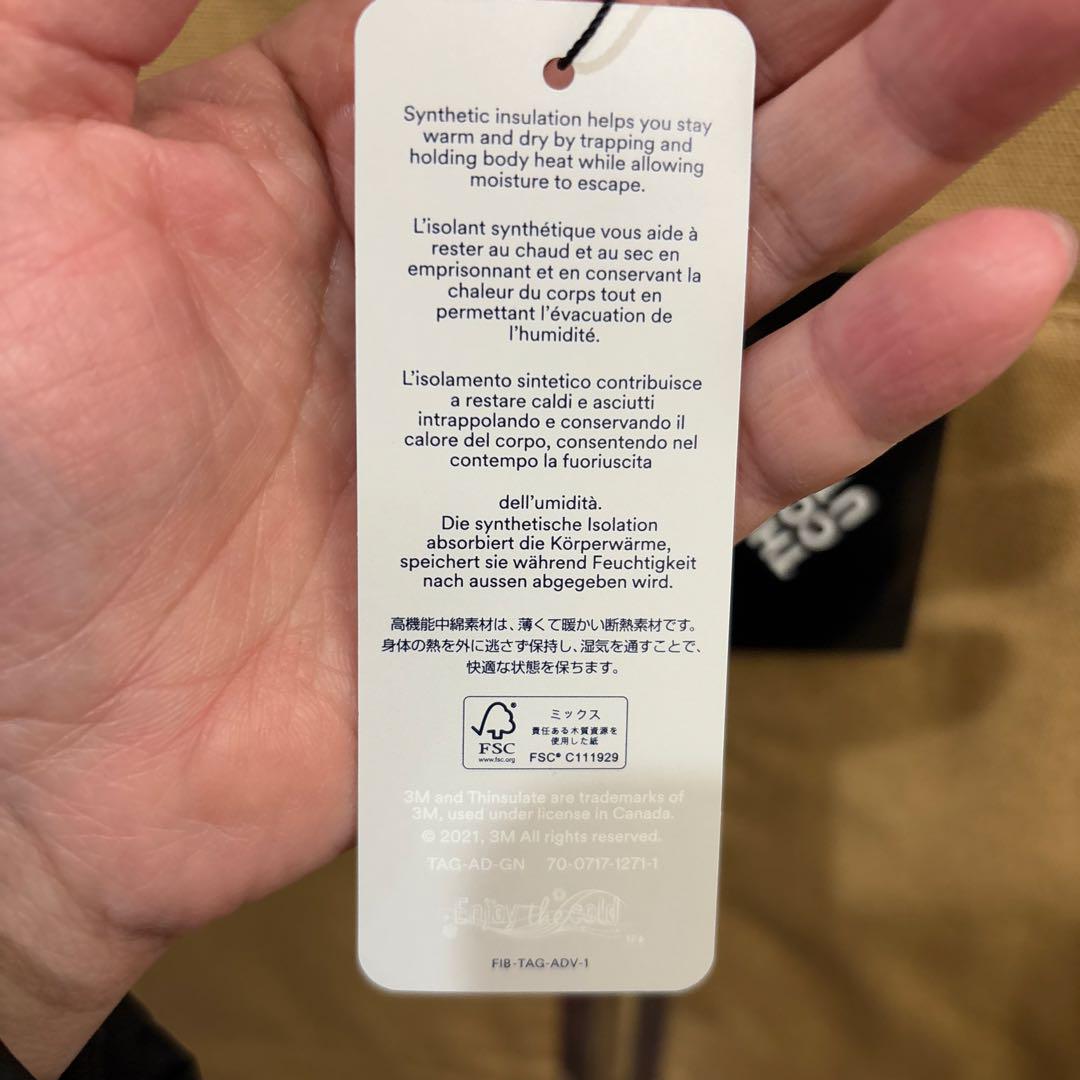 Synthetic insulation helps you stay
warm and dry by trapping and
holding body heat while allowing
moisture to escape.
L'isolant synthétique vous aide à
rester au chaud et au sec en
emprisonnant et en conservant la
chaleur du corps tout en
permettant l'évacuation de
l'humidité.
L'isolamento sintetico contribuisce
a restare caldi e asciutti
intrappolando e conservando il
calore del corpo, consentendo nel
contempo la fuoriuscita
dell'umidità.
Die synthetische Isolation
absorbiert die Körperwärme,
speichert sie während Feuchtigkeit
nach aussen abgegeben wird.
高機能中綿素材は、薄くて暖かい断熱素材です。
身体の熱を外に逃さず保持し、湿気を通すことで、
快適な状態を保ちます。
FSC
www.fsc.org
ミックス
責任ある木質資源を
使用した紙
FSC® C111929
3M and Thinsulate are trademarks of
3M, used under license in Canada.
© 2021, 3M All rights reserved.
TAG-AD-GN 70-0717-1271-1
Enjoy the cold
FIB-TAG-ADV-1